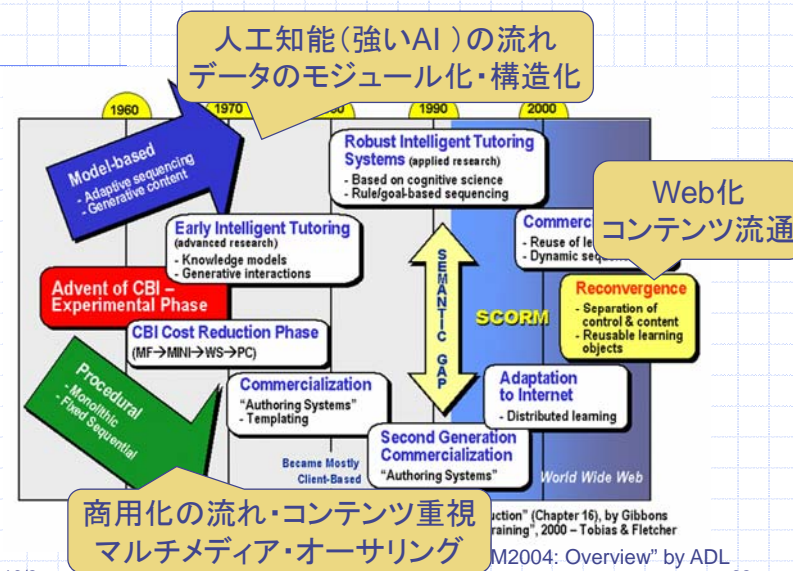 人工知能(強いAI )の流れ
データのモジュール化・構造化
1960
1970
1990
2000
Model-based
- Adaptive sequencing
- Generative content
Robust Intelligent Tutoring
Systems (applied research)
- Based on cognitive science
- Rule/goal-based sequencing
Web化
コンテンツ流通
Early Intelligent Tutoring
(advanced research)
- Knowledge models
- Generative interactions
- Reuse of
- Dynamic
Advent of CBI –
Experimental Phase
SEMANTIC GAP
SCORM
Reconvergence
- Separation of
control & content
- Reusable learning
objects
CBI Cost Reduction Phase
(MF→MINI→WS→PC)
Procedural
- Monolithic
- Fixed Sequential
Commercialization
"Authoring Systems"
- Templating
Adaptation
to Internet
- Distributed learning
Second Generation
Commercialization
"Authoring Systems"
Became Mostly
Client-Based
World Wide Web
商用化の流れ・コンテンツ重視
マルチメディア・オーサリング
(Chapter 16), by Gibbons
2000 – Tobias & Fletcher
M2004: Overview" by ADL